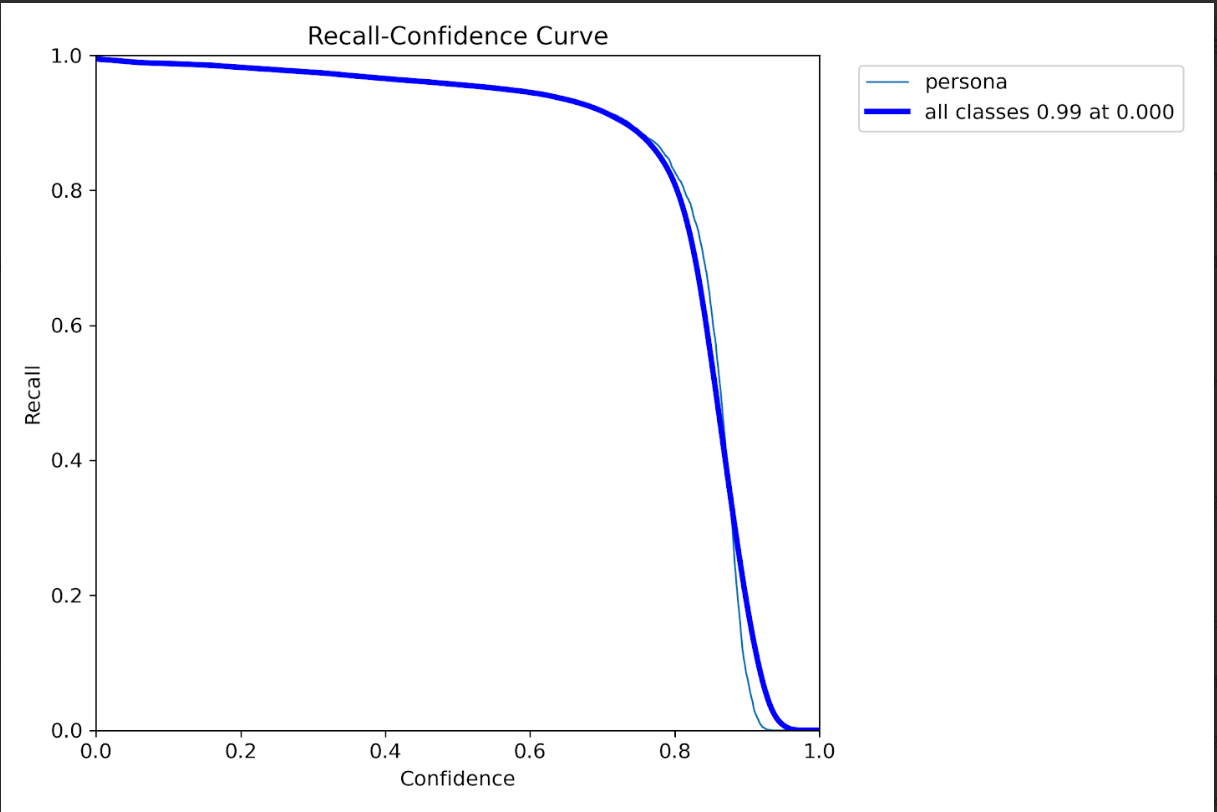 Recall-Confidence Curve
persona
all classes 0.99 at 0.000
1.0
0.8
0.6
0.4
0.2
0.0
Recall
0.0 0.2 0.4 0.6 0.8 1.0
Confidence